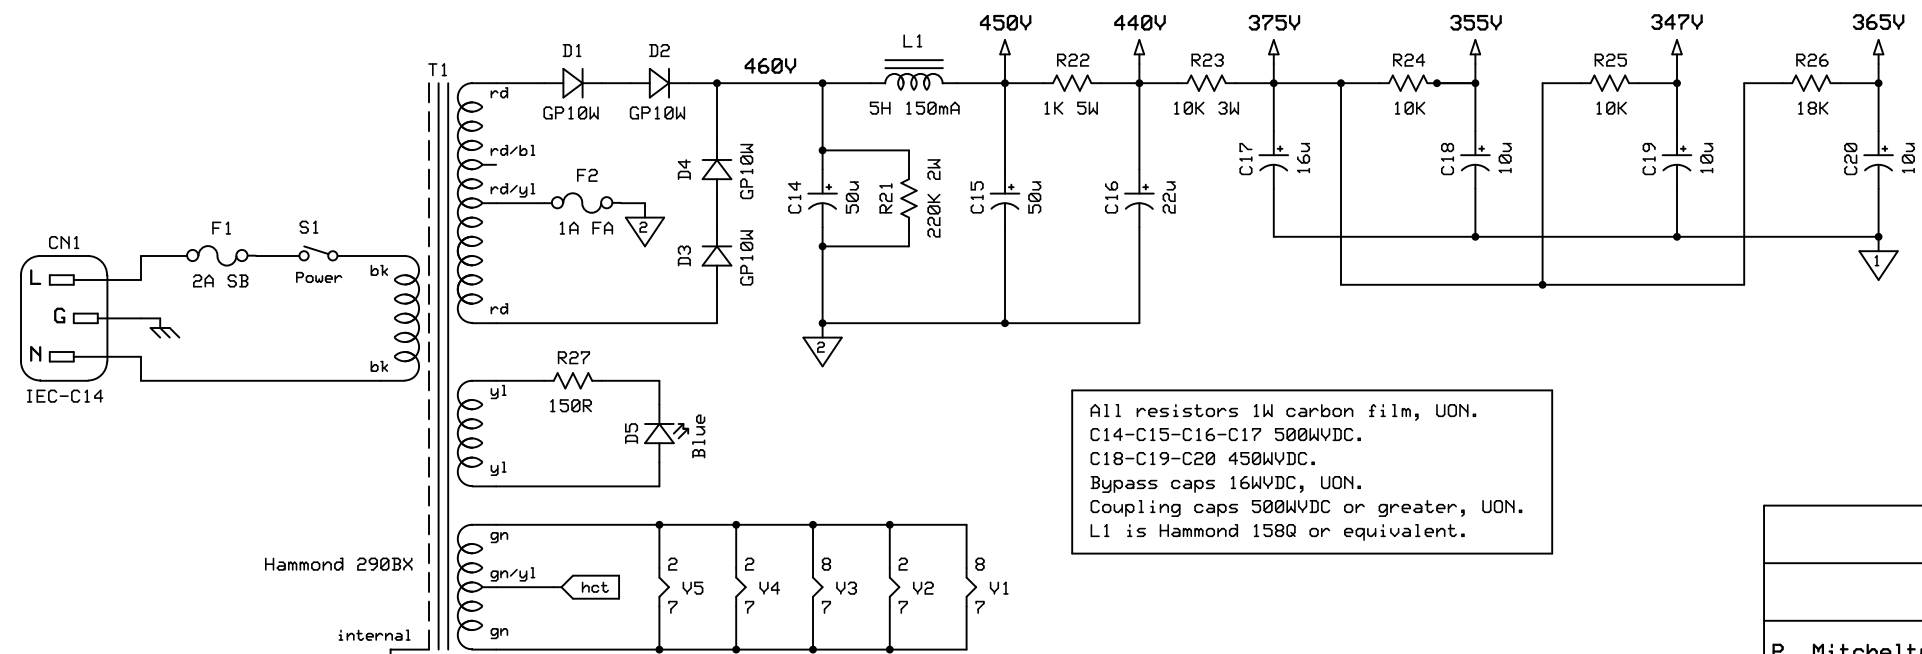 450V
440V
375V
355V
347V
365V
D1
D2
L1
R22
R23
R24
R25
R26
T1
rd
GP10W
GP10W
460V
5H 150mA
1K 5W
10K 3W
10K
10K
18K
rd/bl
D4
GP10W
C17
16u
C18
10u
C19
10u
C20
10u
F2
rd/yl
1A FA
2
C14
50u
R21
220K 2W
C15
50u
C16
22u
CN1
F1
S1
D3
GP10W
L
2A SB
Power
bk
G
rd
1
N
bk
2
IEC-C14
R27
yl
150R
D5
Blue
yl
All resistors 1W carbon film, UON.
C14-C15-C16-C17 500WVDC.
C18-C19-C20 450WVDC.
Bypass caps 16WVDC, UON.
Coupling caps 500WVDC or greater, UON.
L1 is Hammond 158Q or equivalent.
gn
Hammond 290BX
gn/yl
hct
2
V5
7
2
V4
7
8
V3
7
2
V2
7
8
V1
7
internal
gn